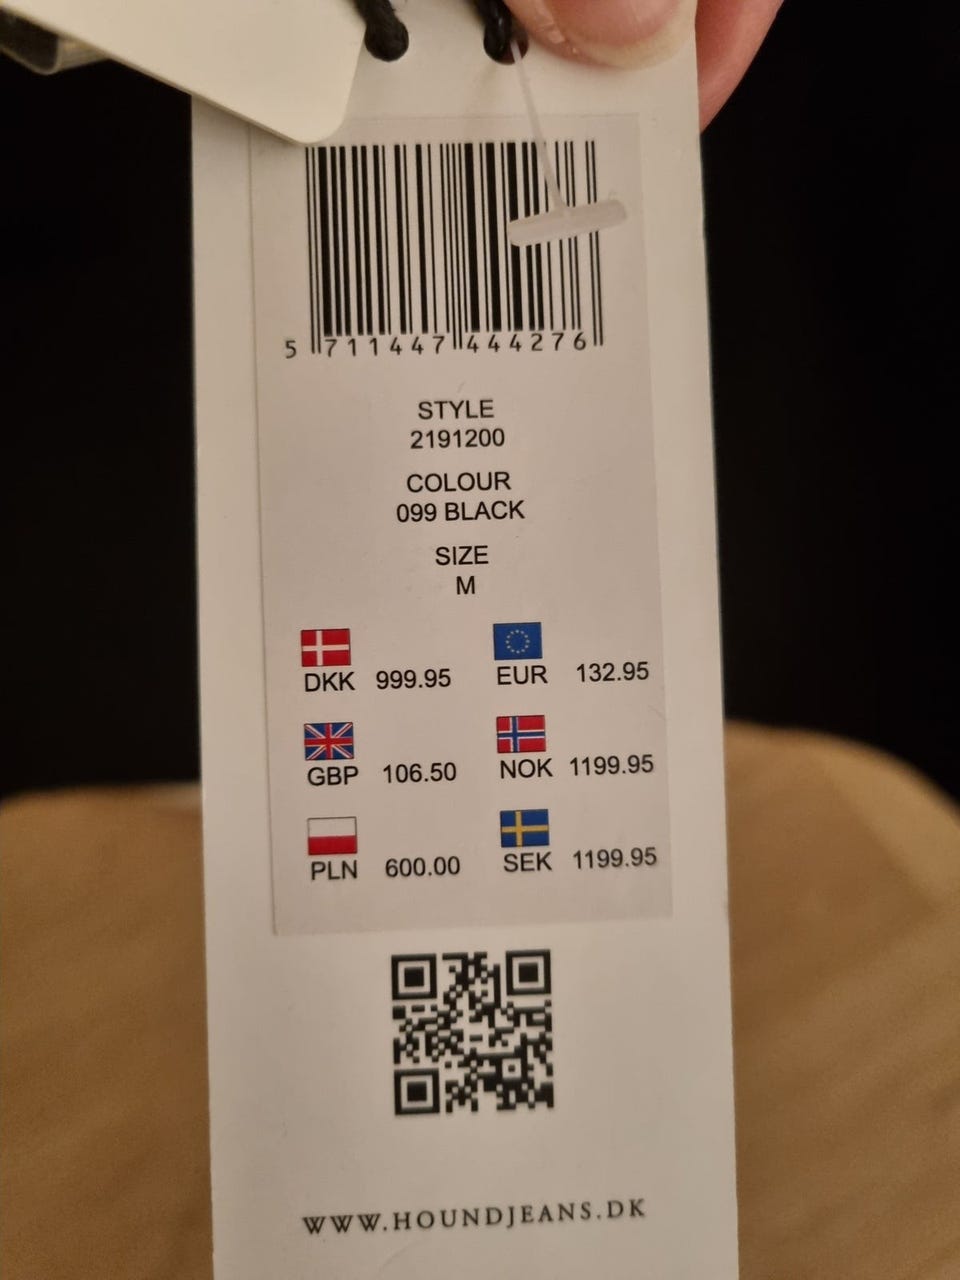 5 711447 444276
STYLE
2191200
COLOUR
099 BLACK
SIZE
M
DKK 999.95 EUR 132.95
GBP 106.50 NOK 1199.95
PLN 600.00 SEK 1199.95
WWW.HOUNDJEANS.DK